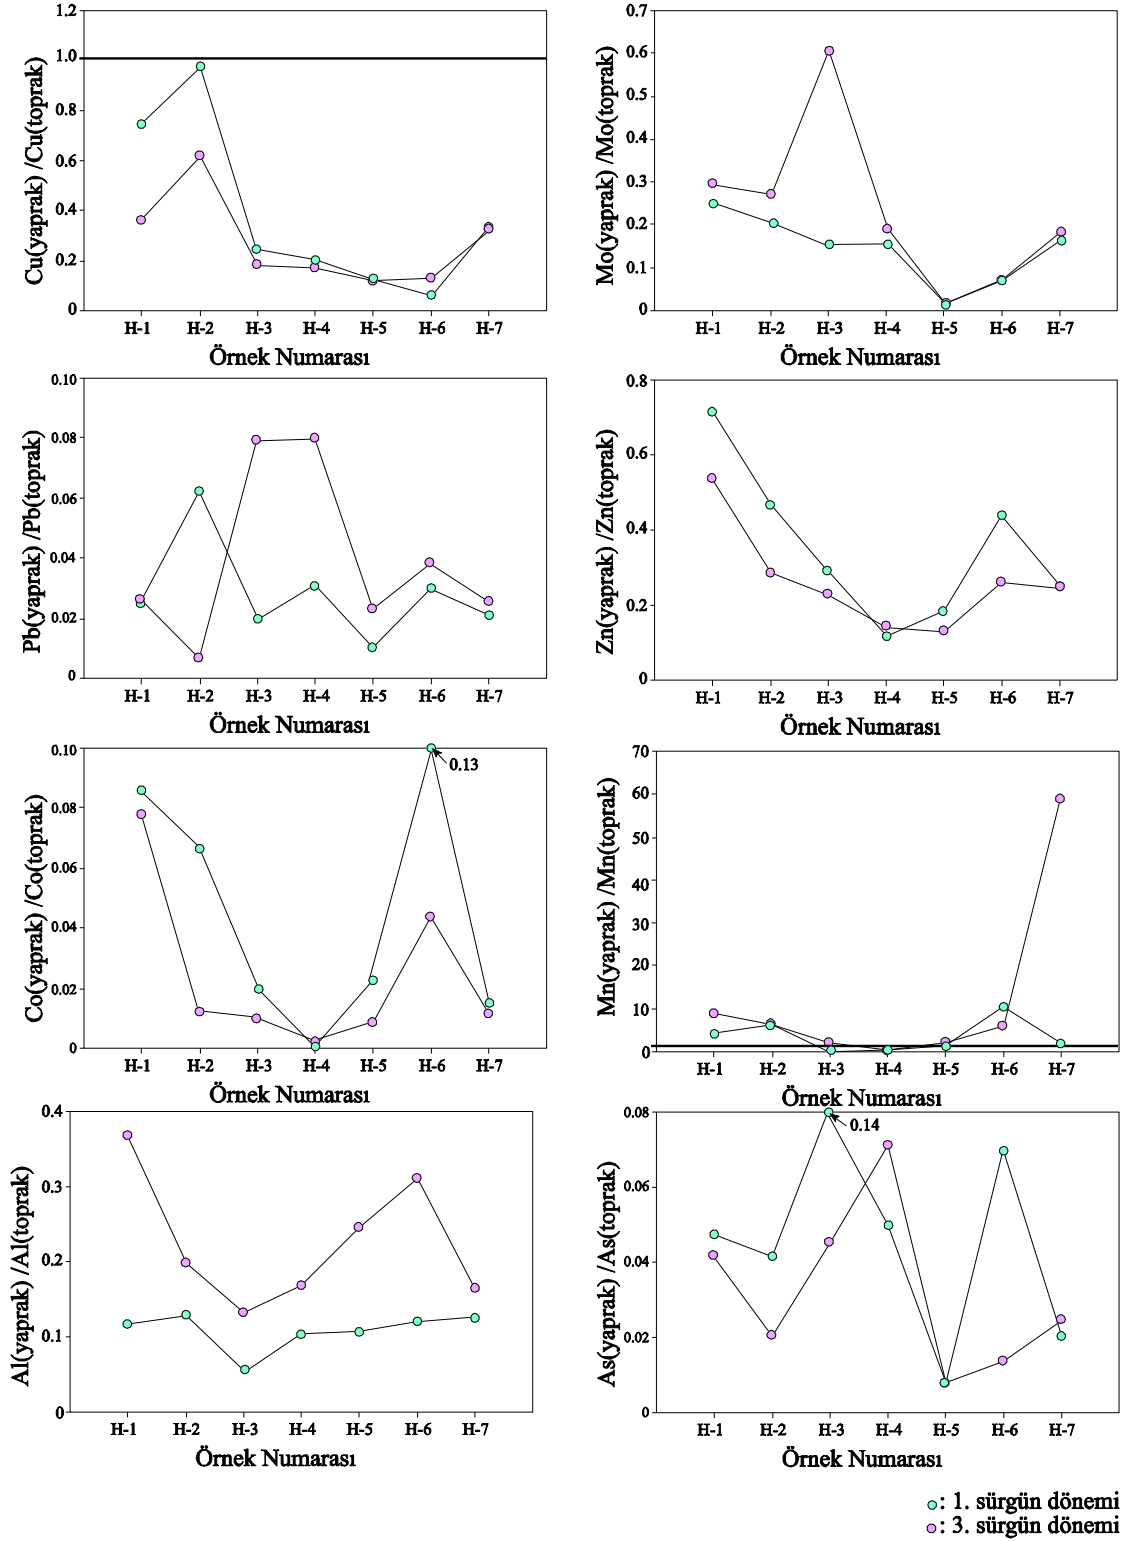 1.2
1.0
0.8
0.6
0.4
0.2
0
Cu(yaprak) /Cu(toprak)
H-1 H-2 H-3 H-4 H-5 H-6 H-7
Örnek Numarası
0.7
0.6
0.5
0.4
0.3
0.2
0.1
0
Mo(yaprak) /Mo(toprak)
H-1 H-2 H-3 H-4 H-5 H-6 H-7
Örnek Numarası
0.10
0.08
0.06
0.04
0.02
0
Pb(yaprak) /Pb(toprak)
H-1 H-2 H-3 H-4 H-5 H-6 H-7
Örnek Numarası
0.8
0.6
0.4
0.2
0
Zn(yaprak) /Zn(toprak)
H-1 H-2 H-3 H-4 H-5 H-6 H-7
Örnek Numarası
0.10
0.08
0.06
0.04
0.02
0
Co(yaprak) /Co(toprak)
0.13
H-1 H-2 H-3 H-4 H-5 H-6 H-7
Örnek Numarası
70
60
50
40
30
20
10
0
Mn(yaprak) /Mn(toprak)
H-1 H-2 H-3 H-4 H-5 H-6 H-7
Örnek Numarası
0.4
0.3
0.2
0.1
0
Al(yaprak) /Al(toprak)
H-1 H-2 H-3 H-4 H-5 H-6 H-7
Örnek Numarası
0.08
0.06
0.04
0.02
0
As(yaprak) /As(toprak)
0.14
H-1 H-2 H-3 H-4 H-5 H-6 H-7
Örnek Numarası
: 1. sürgün dönemi
: 3. sürgün dönemi